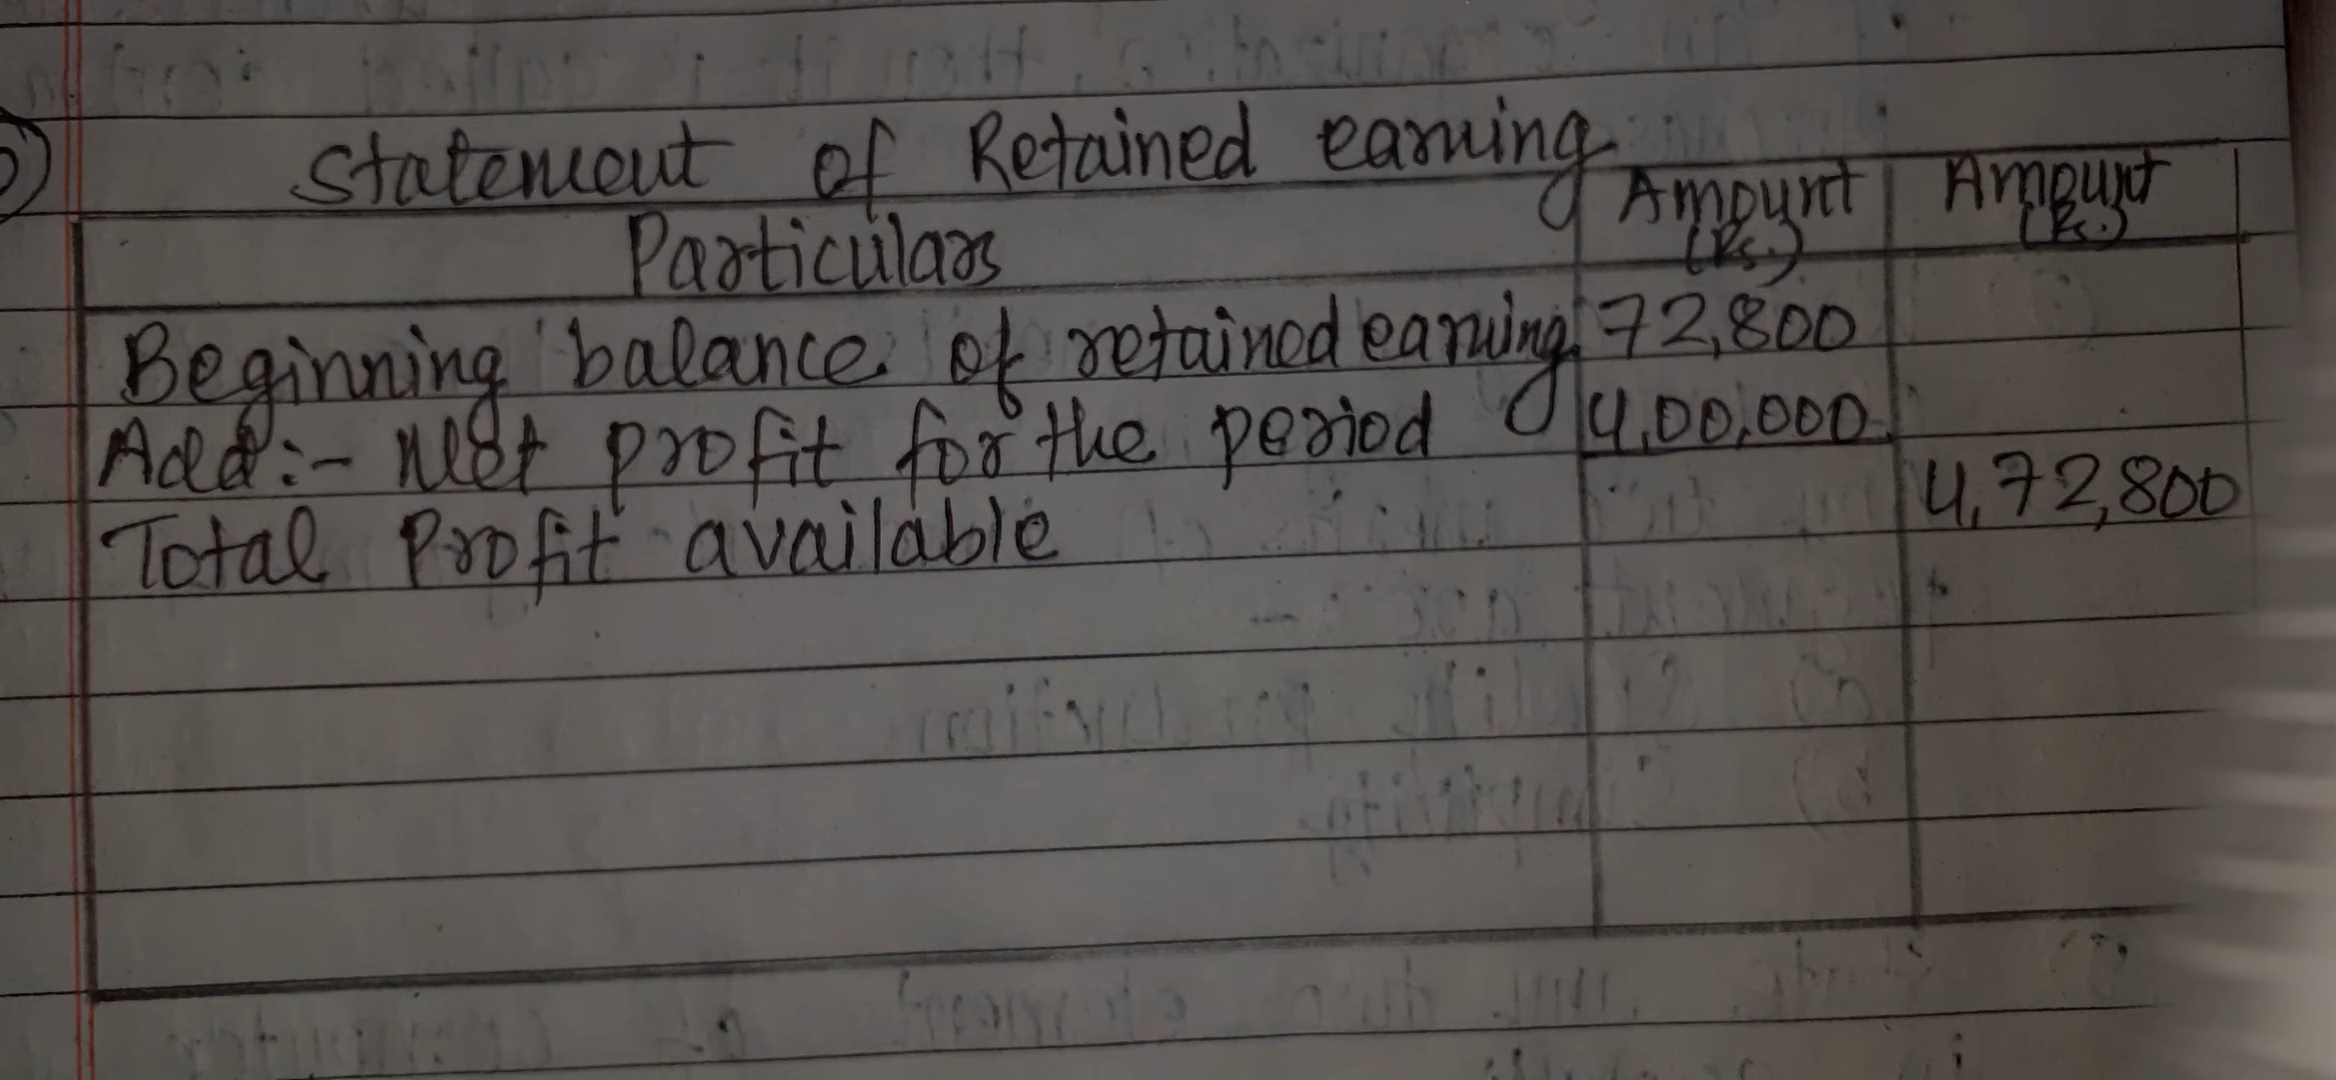 Statement of Retained earning
Particulars Amount (Rs.) Amount (Rs.)
Beginning balance of retained earning 72,800
Add:- Net profit for the period 4,00,000
Total Profit available 4,72,800